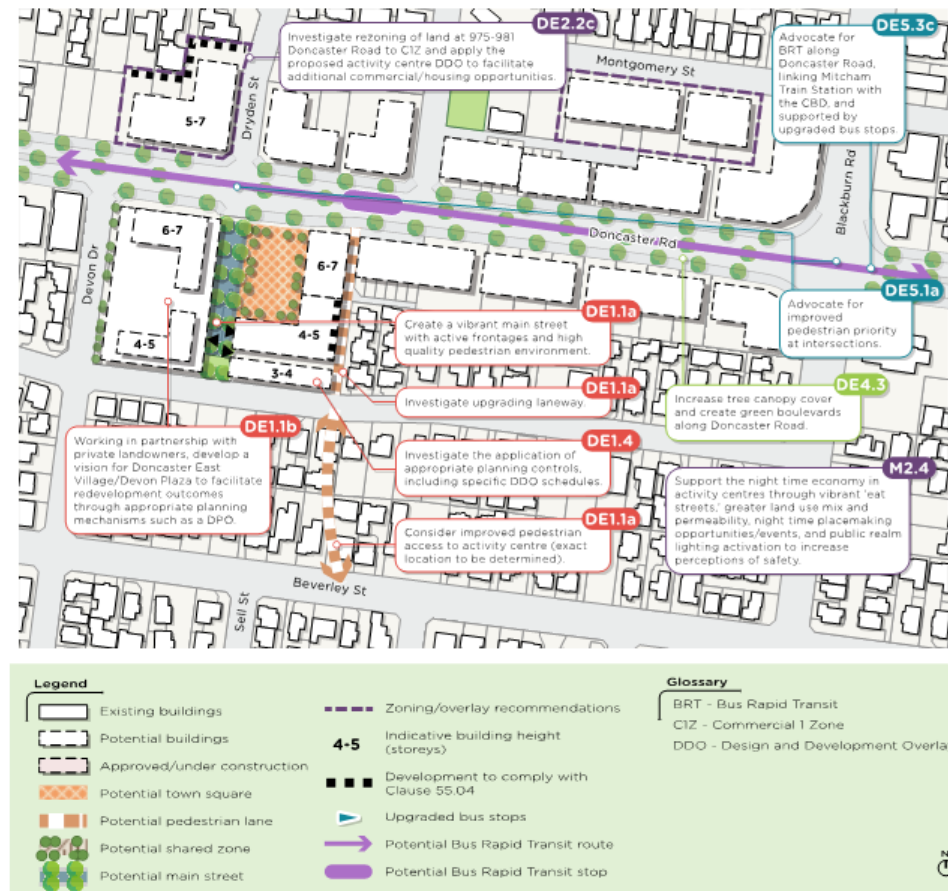 DE2.2c
Investigate rezoning of land at 975-981
Doncaster Road to C1Z and apply the
proposed activity centre DDO to facilitate
additional commercial/housing opportunities.
DE5.3c
Advocate for
BRT along
Doncaster Road,
linking Mitcham
Train Station with
the CBD, and
supported by
upgraded bus stops.
Montgomery St
Dryden St
5-7
Blackburn Rd
Doncaster Rd
Devon Dr
6-7
6-7
4-5
4-5
3-4
DE5.1a
Advocate for
improved
pedestrian priority
at intersections.
DE1.1a
Create a vibrant main street
with active frontages and high
quality pedestrian environment.
DE1.1a
Investigate upgrading laneway.
DE4.3
Increase tree canopy cover
and create green boulevards
along Doncaster Road.
DE1.1b
Working in partnership with
private landowners, develop a
vision for Doncaster East
Village/Devon Plaza to facilitate
redevelopment outcomes
through appropriate planning
mechanisms such as a DPO.
DE1.4
Investigate the application of
appropriate planning controls,
including specific DDO schedules.
M2.4
Support the night time economy in
activity centres through vibrant 'eat
streets,' greater land use mix and
permeability, night time placemaking
opportunities/events, and public realm
lighting activation to increase
perceptions of safety.
DE1.1a
Consider improved pedestrian
access to activity centre (exact
location to be determined).
Beverley St
Sell St
Legend
Existing buildings
Potential buildings
Approved/under construction
Potential town square
Potential pedestrian lane
Potential shared zone
Potential main street
Zoning/overlay recommendations
4-5
Indicative building height
(storeys)
Development to comply with
Clause 55.04
Upgraded bus stops
Potential Bus Rapid Transit route
Potential Bus Rapid Transit stop
Glossary
BRT - Bus Rapid Transit
C1Z - Commercial 1 Zone
DDO - Design and Development Overla
N